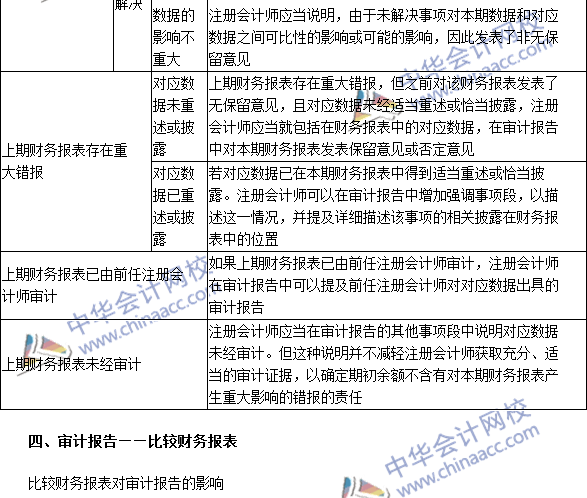 解决
数据的
影响不
重大
注册会计师应当说明，由于未解决事项对本期数据和对应
数据之间可比性的影响或可能的影响，因此发表了非无保
留意见
上期财务报表存在重
大错报
对应数
据未重
述或披
露
上期财务报表存在重大错报，但之前对该财务报表发表了
无保留意见，且对应数据未经适当重述或恰当披露，注册
会计师应当就包括在财务报表中的对应数据，在审计报告
中对本期财务报表发表保留意见或否定意见
对应数
据已重
述或披
露
若对应数据已在本期财务报表中得到适当重述或恰当披
露。注册会计师可以在审计报告中增加强调事项段，以描
述这一情况，并提及详细描述该事项的相关披露在财务报
表中的位置
上期财务报表已由前任注册会
计师审计
如果上期财务报表已由前任注册会计师审计，注册会计师
在审计报告中可以提及前任注册会计师对对应数据出具的
审计报告
上期财务报表未经审计
注册会计师应当在审计报告的其他事项段中说明对应数据
未经审计。但这种说明并不减轻注册会计师获取充分、适
当的审计证据，以确定期初余额不含有对本期财务报表产
生重大影响的错报的责任
四、审计报告——比较财务报表
比较财务报表对审计报告的影响
中华会计网校
www.chinaacc.com
中华会计网校
www.chinaacc.com
中华会计网校
www.chinaacc.com